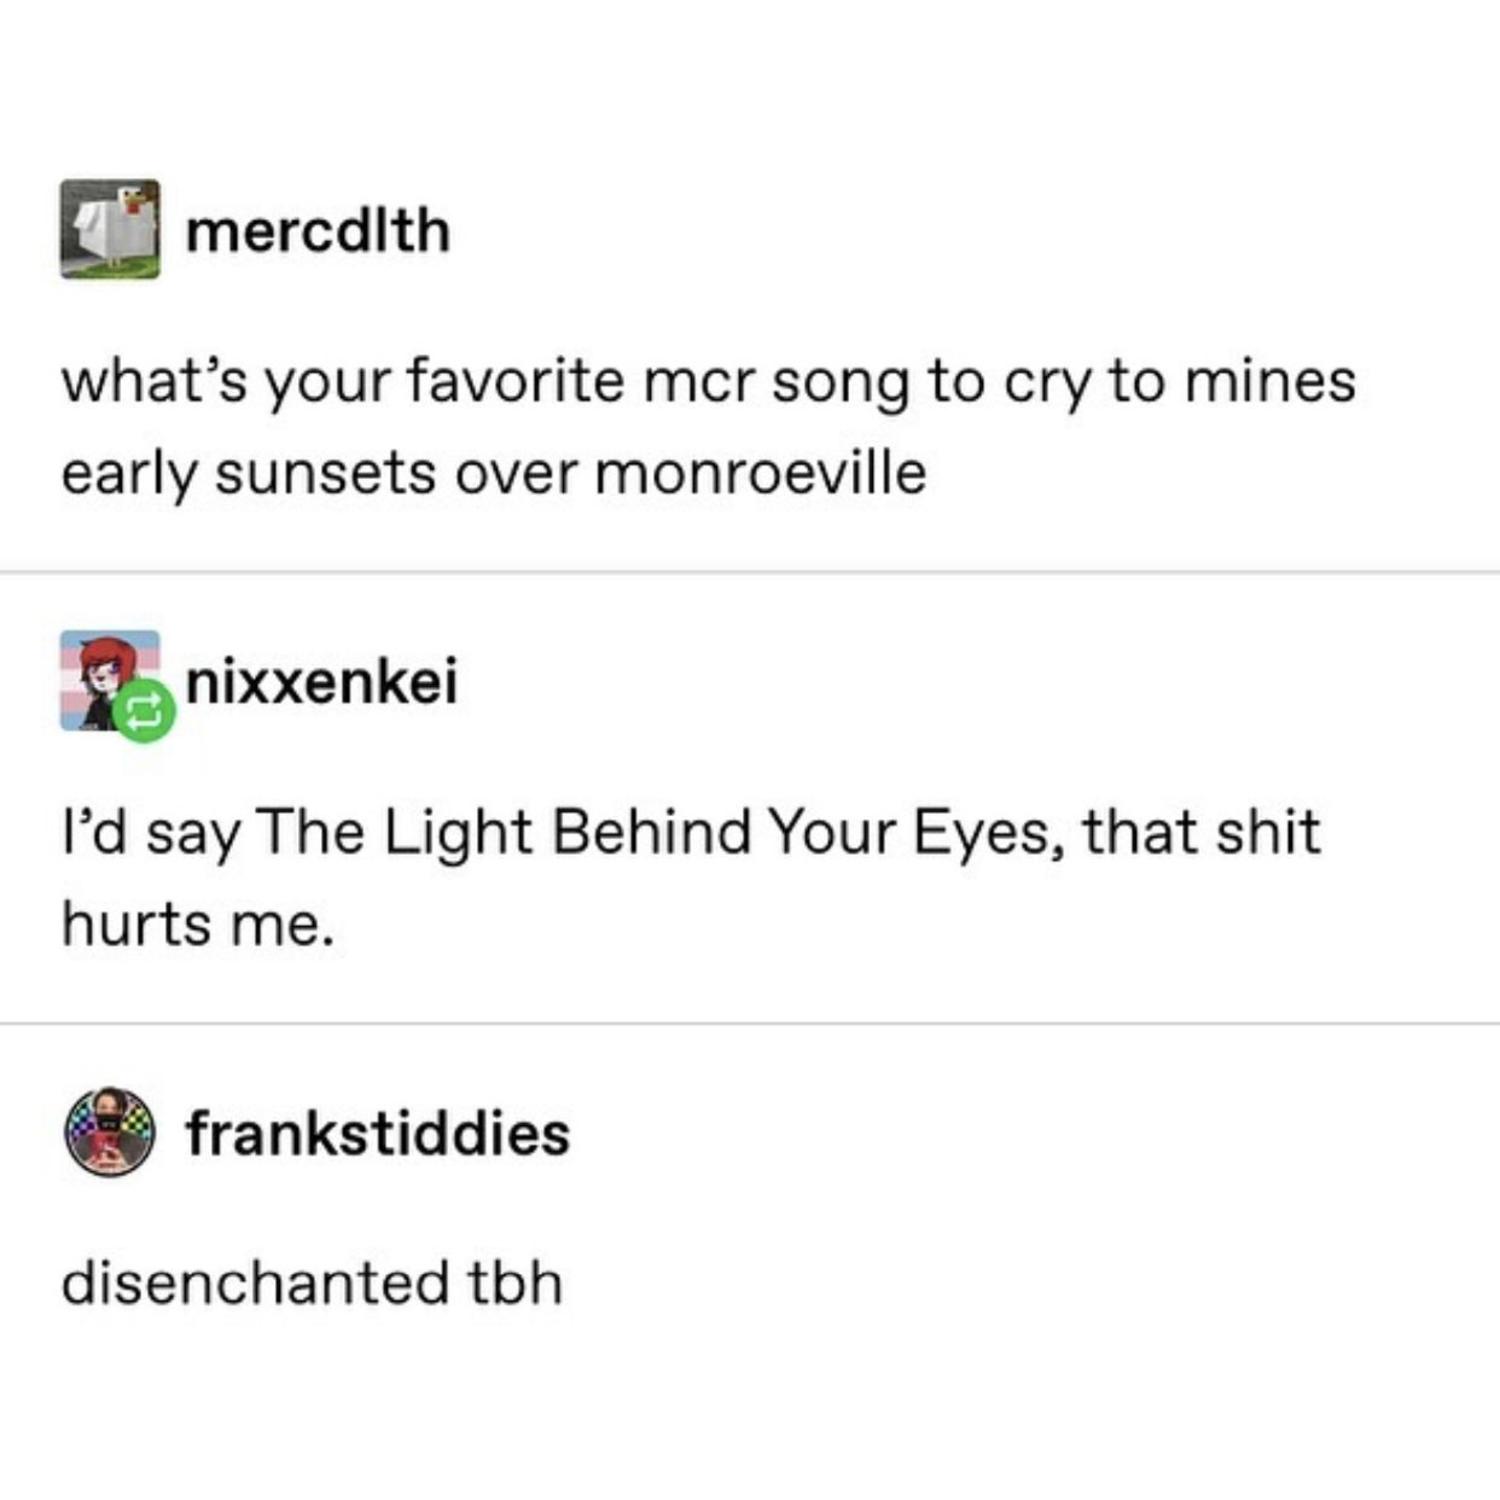 mercdlth
what’s your favorite mcr song to cry to mines
early sunsets over monroeville
nixxenkei
I’d say The Light Behind Your Eyes, that shit
hurts me.
frankstiddies
disenchanted tbh